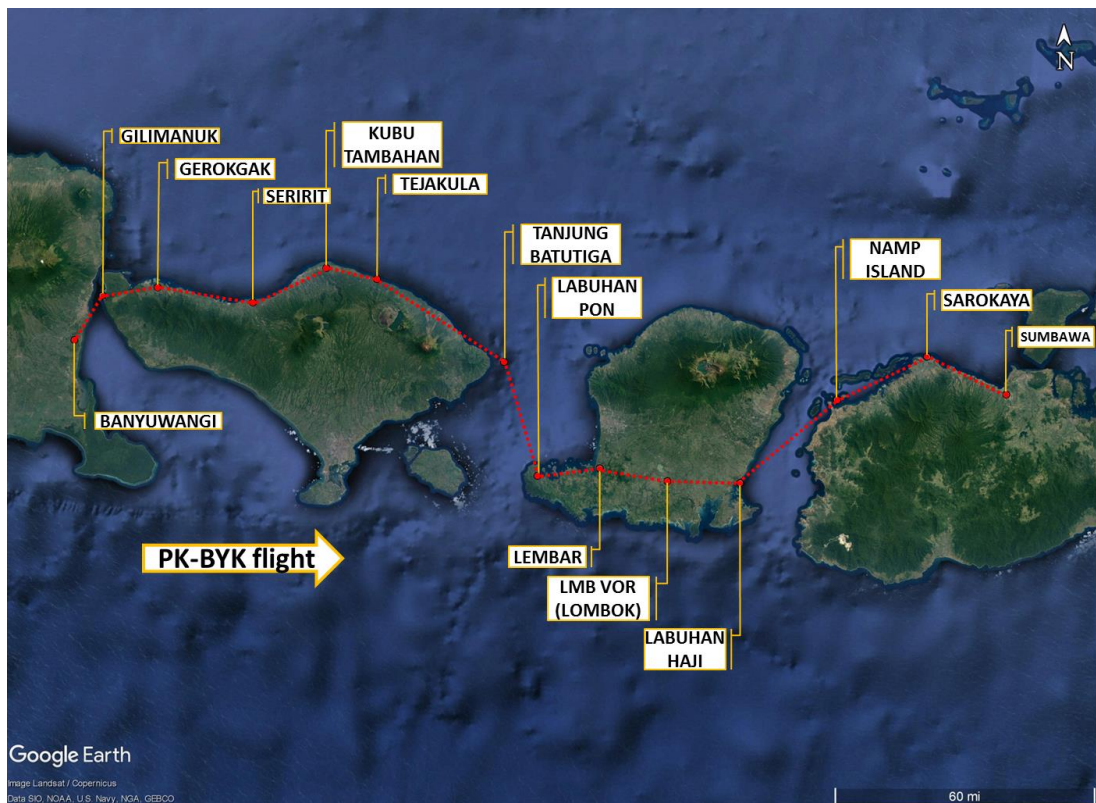 N
GILIMANUK
KUBU
TAMBAHAN
GEROKGAK
SERIRIT
TEJAKULA
TANJUNG
BATUTIGA
LABUHAN
PON
NAMP
ISLAND
SAROKAYA
SUMBAWA
BANYUWANGI
PK-BYK flight
LEMBAR
LMB VOR
(LOMBOK)
LABUHAN
HAJI
Google Earth
Image Landsat / Copernicus
Data SIO, NOAA, U.S. Navy, NGA, GEBCO
60 mi